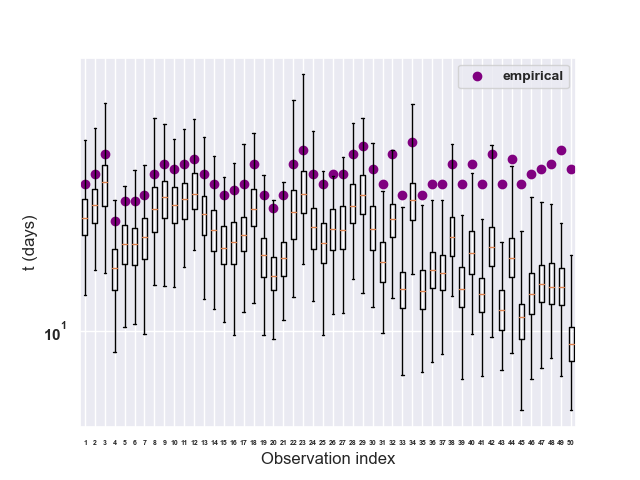 empirical
t (days)
10¹
1 2 3 4 5 6 7 8 9 10 11 12 13 14 15 16 17 18 19 20 21 22 23 24 25 26 27 28 29 30 31 32 33 34 35 36 37 38 39 40 41 42 43 44 45 46 47 48 49 50
Observation index